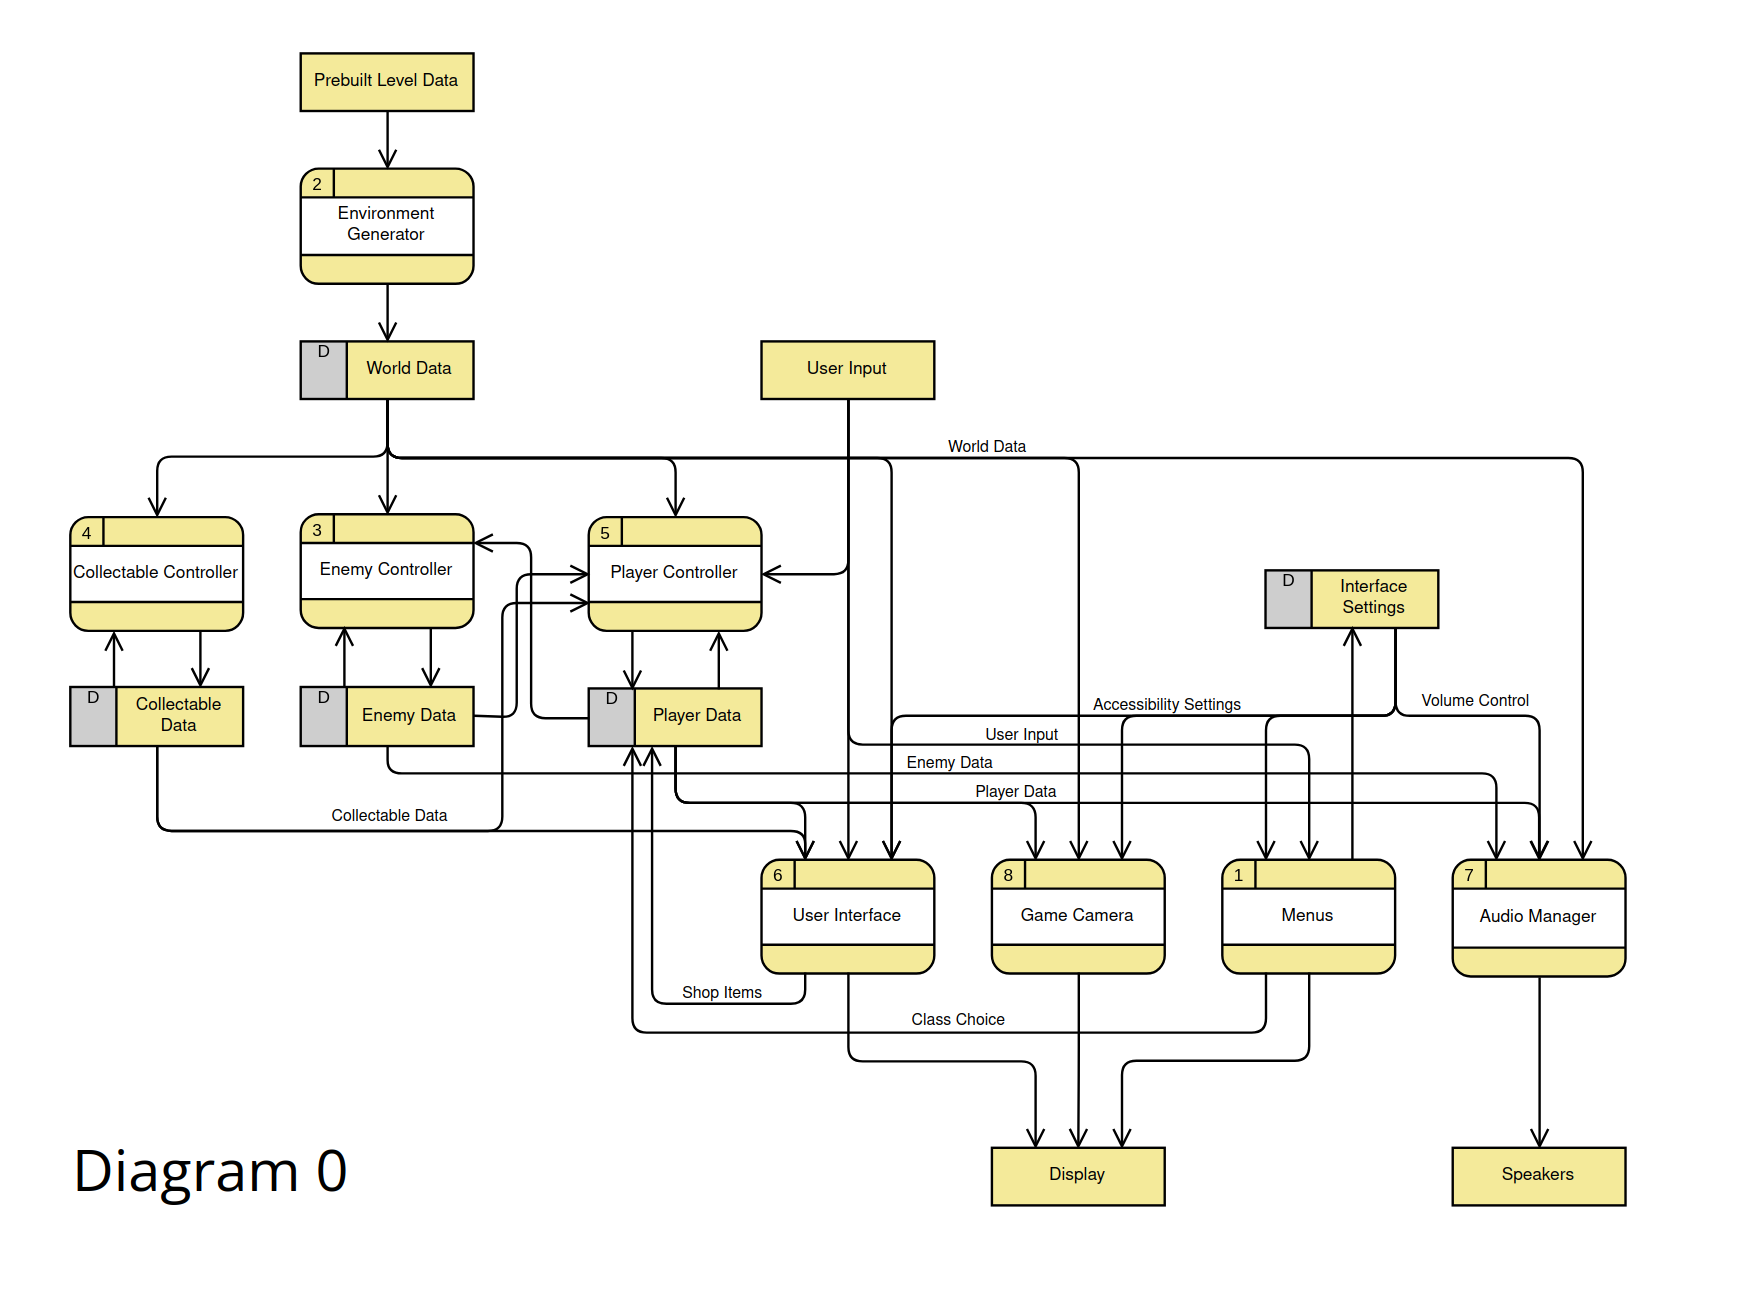 Prebuilt Level Data
2
Environment
Generator
D
World Data
User Input
World Data
4
Collectable Controller
3
Enemy Controller
5
Player Controller
D
Interface
Settings
D
Collectable
Data
D
Enemy Data
D
Player Data
Accessibility Settings
Volume Control
User Input
Enemy Data
Player Data
Collectable Data
6
User Interface
8
Game Camera
1
Menus
7
Audio Manager
Shop Items
Class Choice
Diagram 0
Display
Speakers